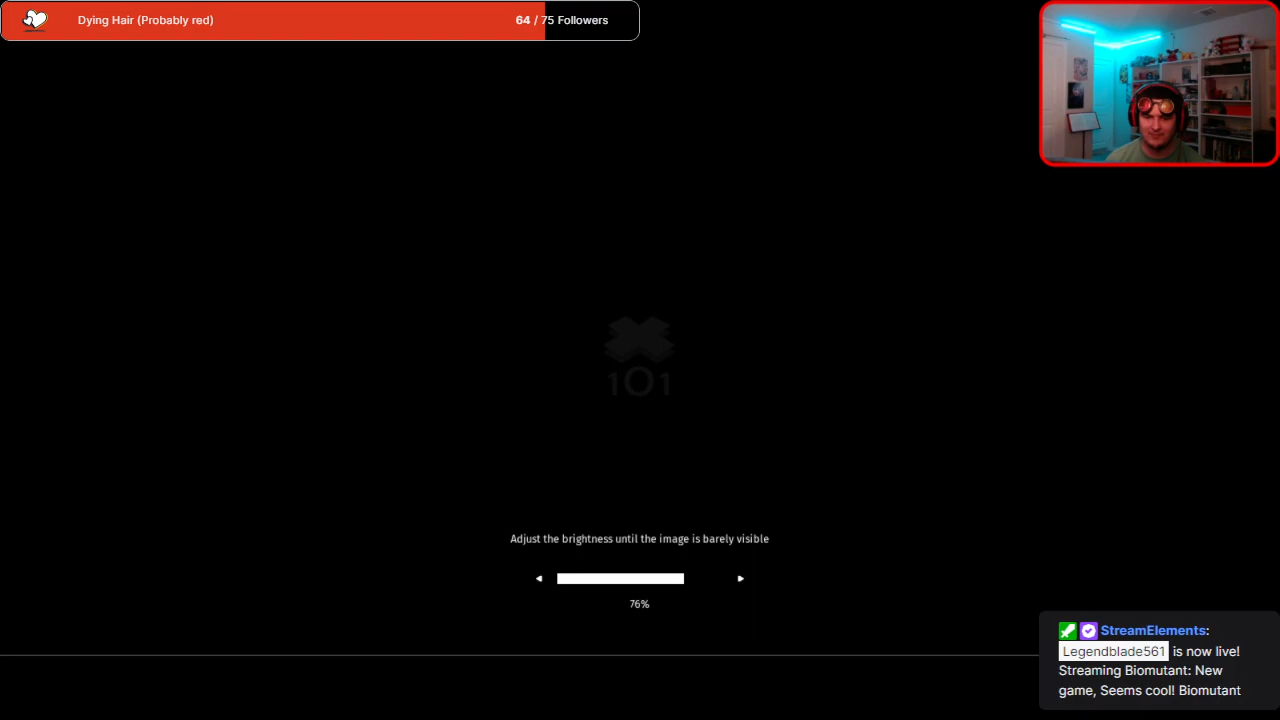 Dying Hair (Probably red)
64 / 75 Followers
101
Adjust the brightness until the image is barely visible
76%
StreamElements:
Legendblade561 is now live!
Streaming Biomutant: New
game, Seems cool! Biomutant